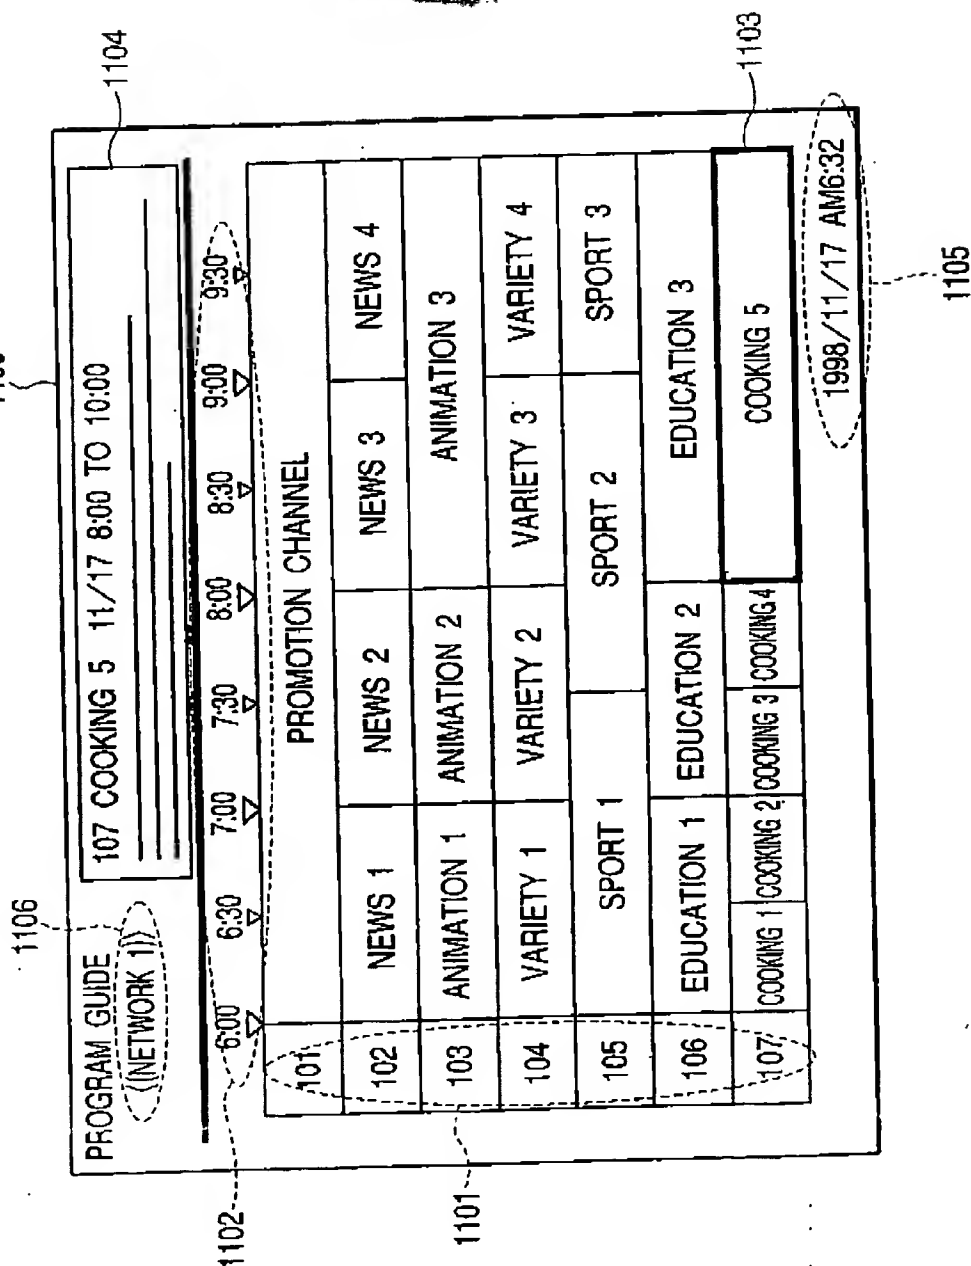 1106
1104
PROGRAM GUIDE
⟨(NETWORK 1)⟩
107 COOKING 5 11/17 8:00 TO 10:00
1102
6:00 6:30 7:00 7:30 8:00 8:30 9:00 9:30
101 PROMOTION CHANNEL
102 NEWS 1 NEWS 2 NEWS 3 NEWS 4
103 ANIMATION 1 ANIMATION 2 ANIMATION 3
104 VARIETY 1 VARIETY 2 VARIETY 3 VARIETY 4
105 SPORT 1 SPORT 2 SPORT 3
106 EDUCATION 1 EDUCATION 2 EDUCATION 3
107 COOKING 1 COOKING 2 COOKING 3 COOKING 4 COOKING 5
1101
1103
1998/11/17 AM6:32
1105